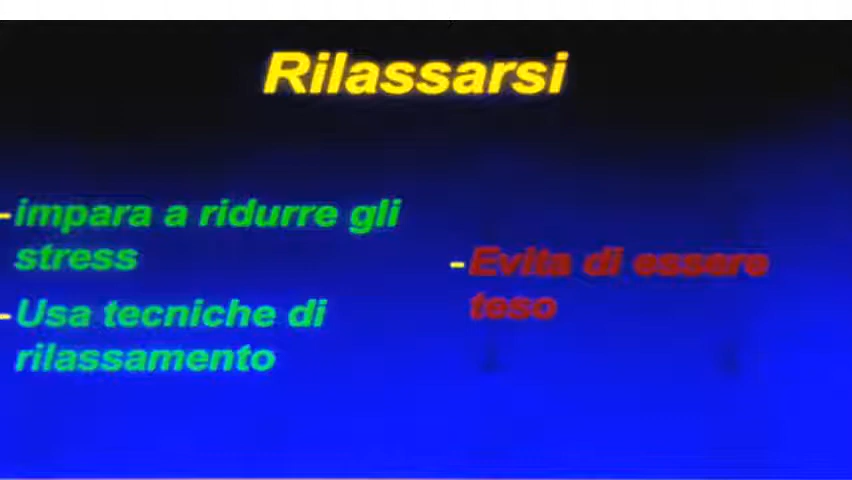 Rilassarsi
-impara a ridurre gli
stress
-Usa tecniche di
rilassamento
-Evita di essere
teso